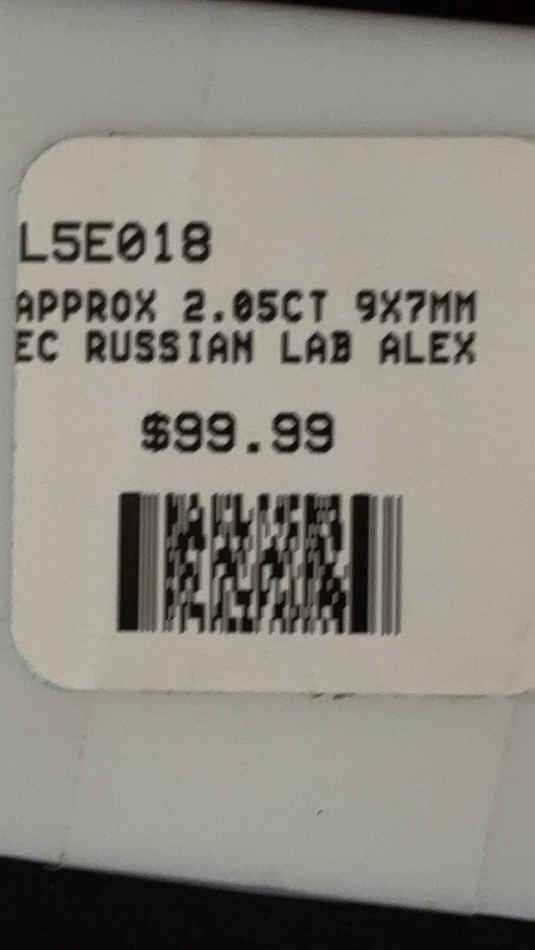 L5E018
APPROX 2.05CT 9X7MM
EC RUSSIAN LAB ALEX
$99.99